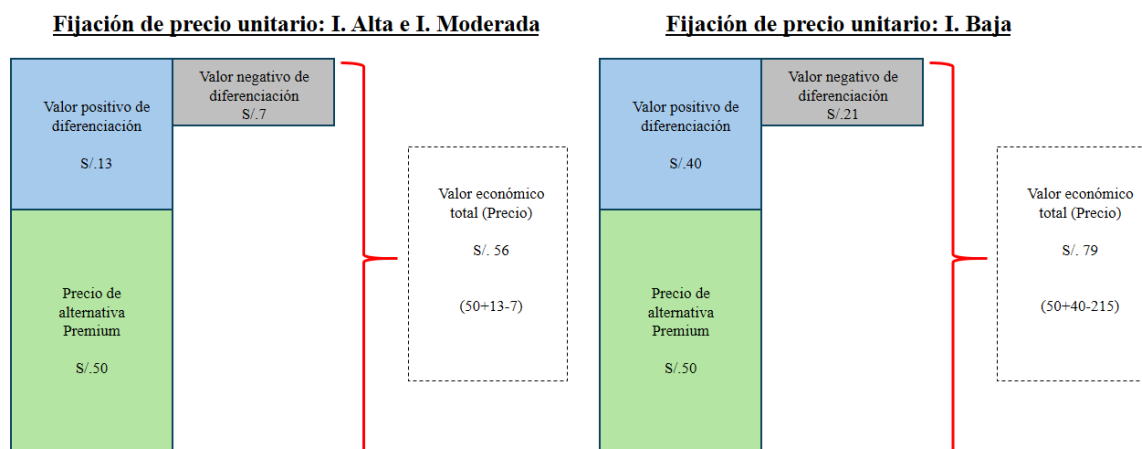 Fijación de precio unitario: I. Alta e I. Moderada
Valor positivo de
diferenciación
S/.13
Valor negativo de
diferenciación
S/.7
Precio de
alternativa
Premium
S/.50
Valor económico
total (Precio)
S/. 56
(50+13-7)
Fijación de precio unitario: I. Baja
Valor positivo de
diferenciación
S/.40
Valor negativo de
diferenciación
S/.21
Precio de
alternativa
Premium
S/.50
Valor económico
total (Precio)
S/. 79
(50+40-215)